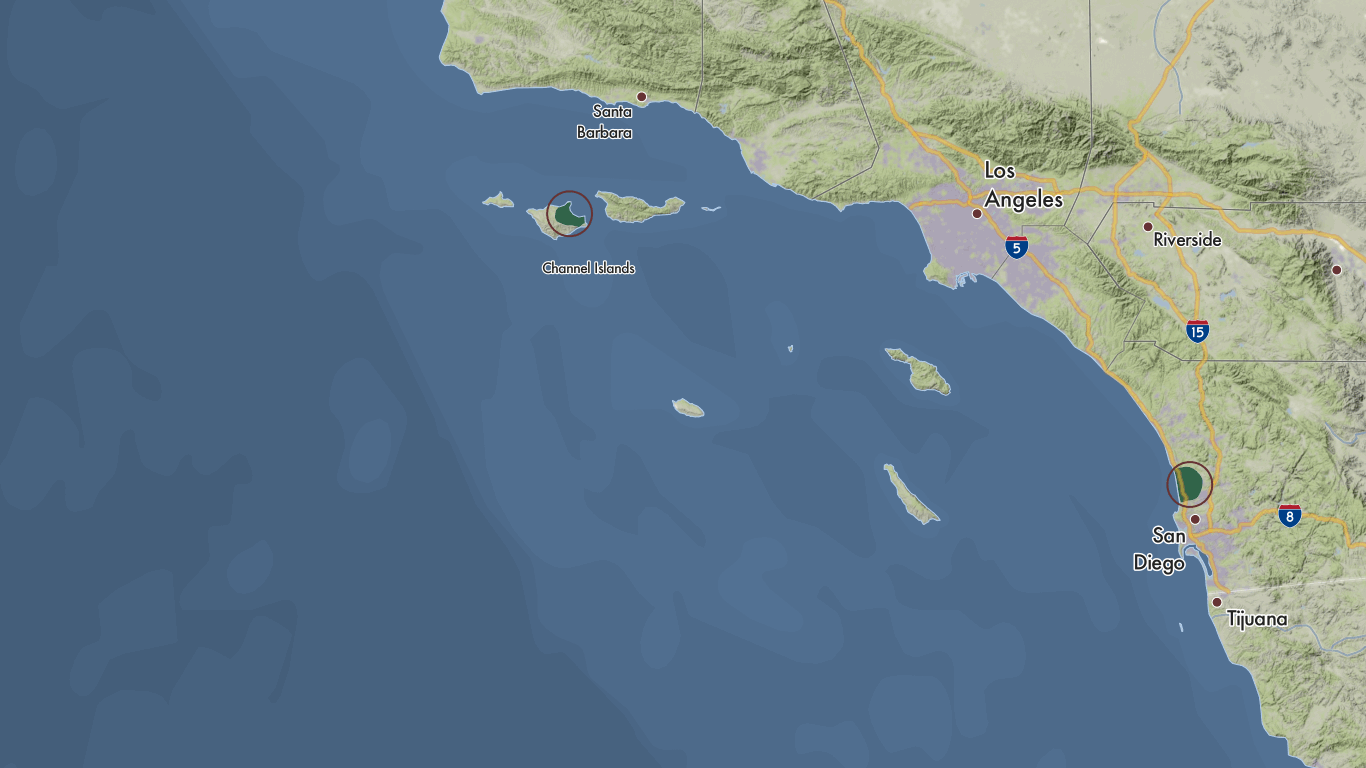 Santa
Barbara
Los
Angeles
Riverside
5
Channel Islands
15
8
San
Diego
Tijuana